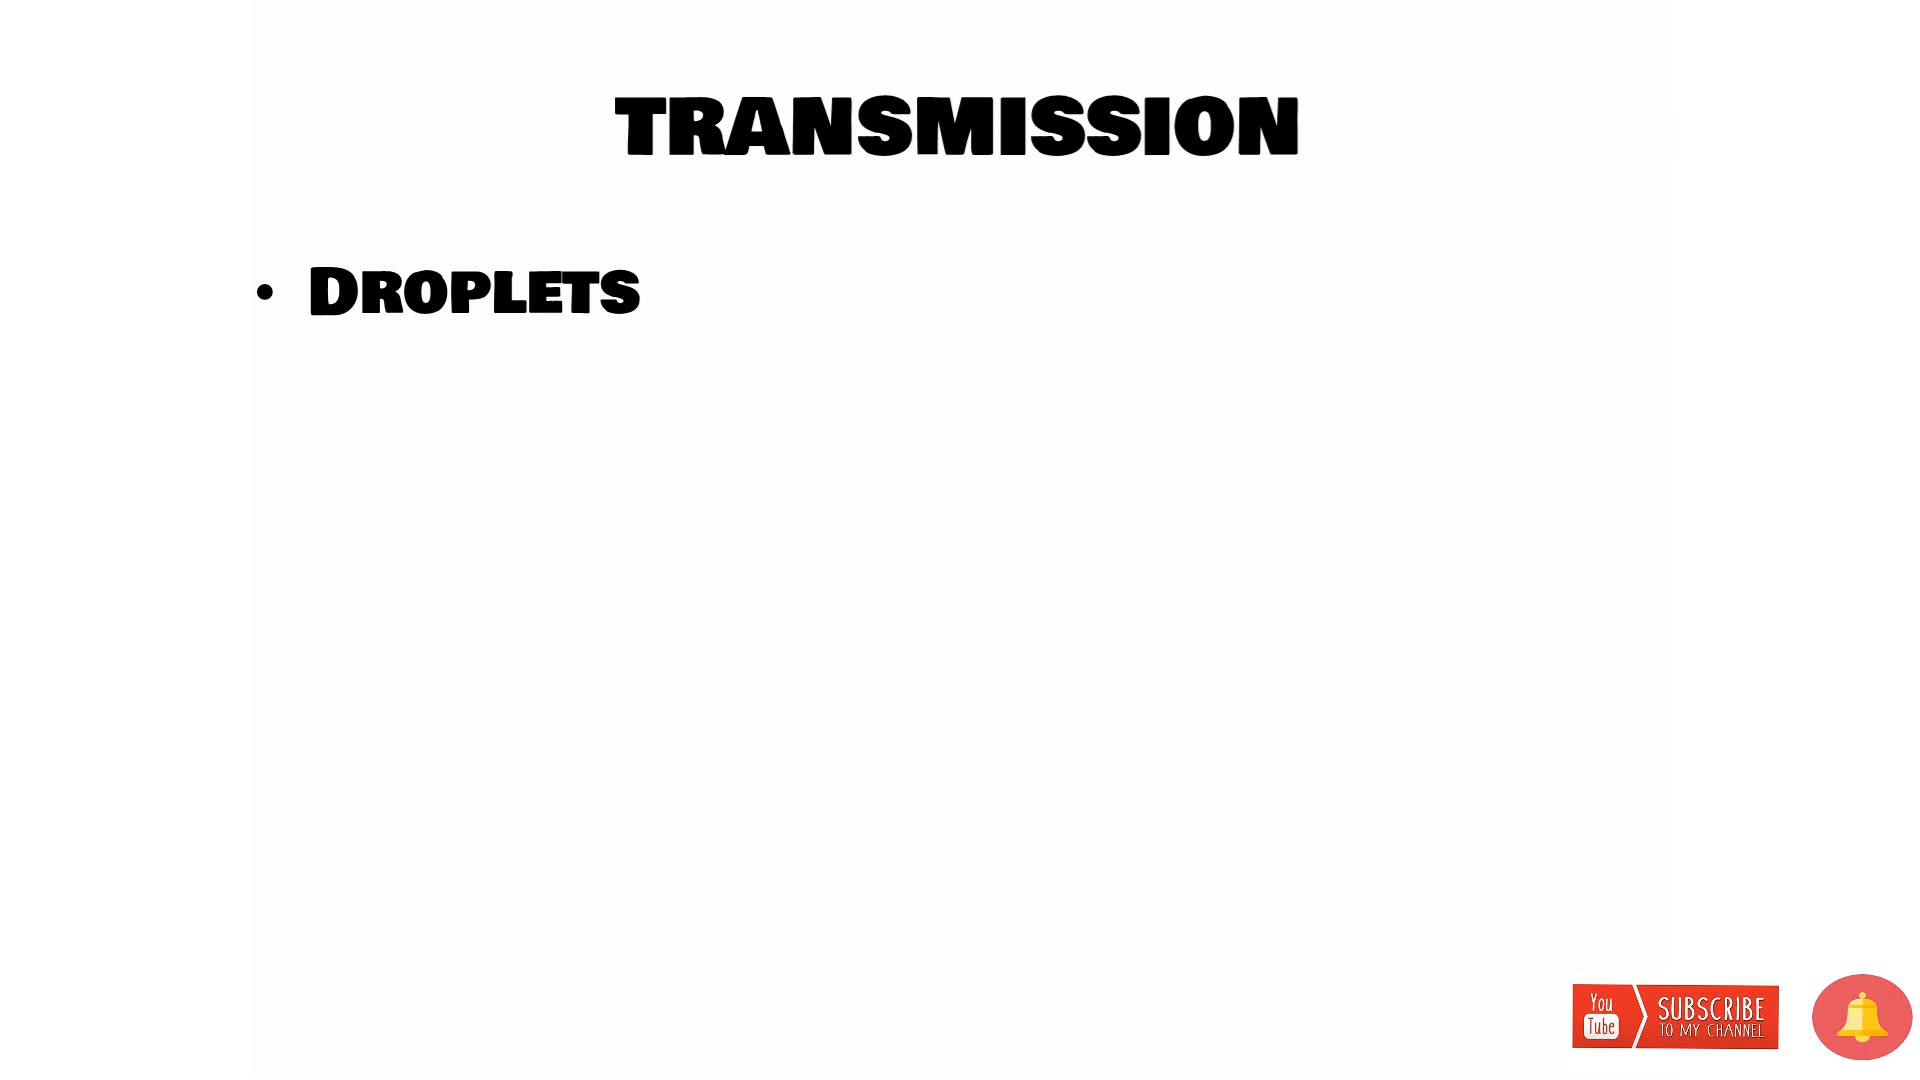 TRANSMISSION
• DROPLETS
You Tube
SUBSCRIBE
TO MY CHANNEL